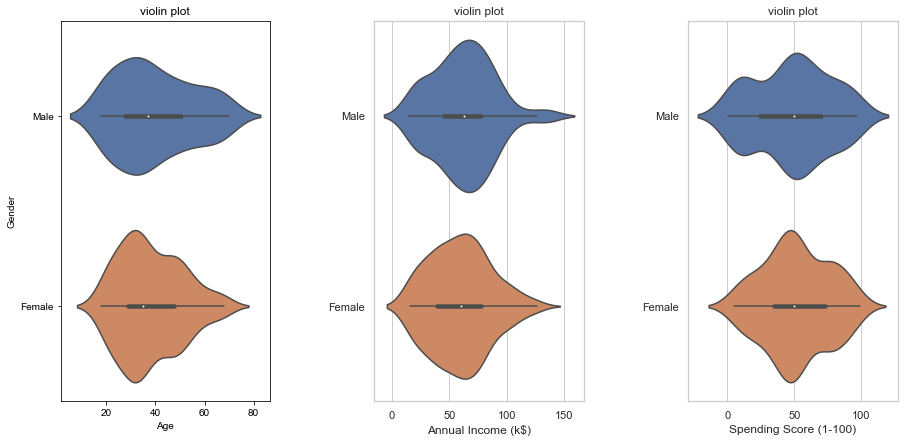 violin plot
Gender
Male
Female
20 40 60 80
Age
violin plot
Male
Female
0 50 100 150
Annual Income (k$)
violin plot
Male
Female
0 50 100
Spending Score (1-100)